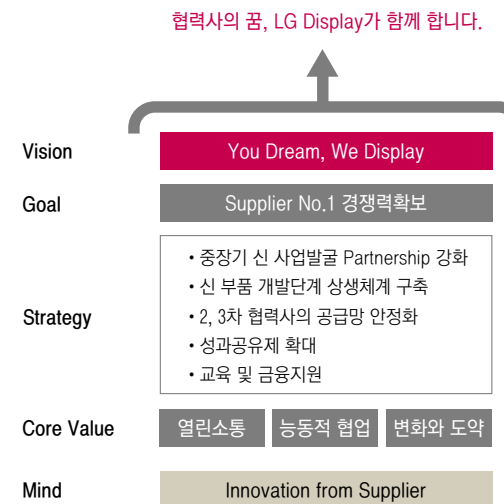 협력사의 꿈, LG Display가 함께 합니다.
Vision
You Dream, We Display
Goal
Supplier No.1 경쟁력확보
Strategy
• 중장기 신 사업발굴 Partnership 강화
• 신 부품 개발단계 상생체계 구축
• 2, 3차 협력사의 공급망 안정화
• 성과공유제 확대
• 교육 및 금융지원
Core Value
열린소통 능동적 협업 변화와 도약
Mind
Innovation from Supplier